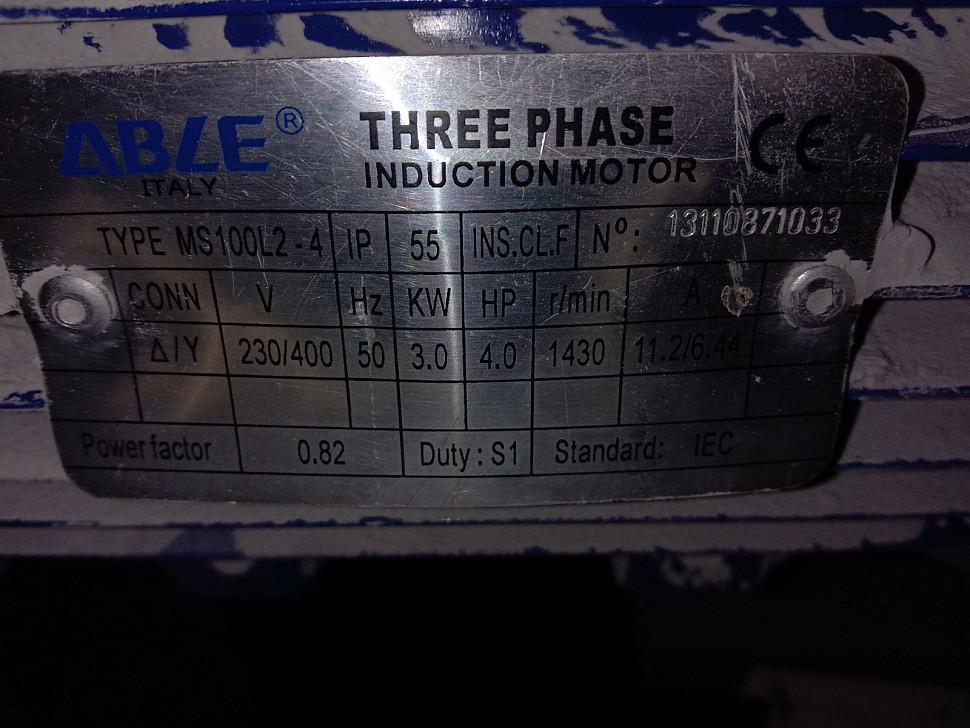 ABLE® THREE PHASE CE
ITALY INDUCTION MOTOR
TYPE MS100L2-4 IP 55 INS.CL.F Nº: 13110871033
CONN V Hz KW HP r/min A
Δ/Y 230/400 50 3.0 4.0 1430 11.2/6.44
Power factor 0.82 Duty: S1 Standard: IEC